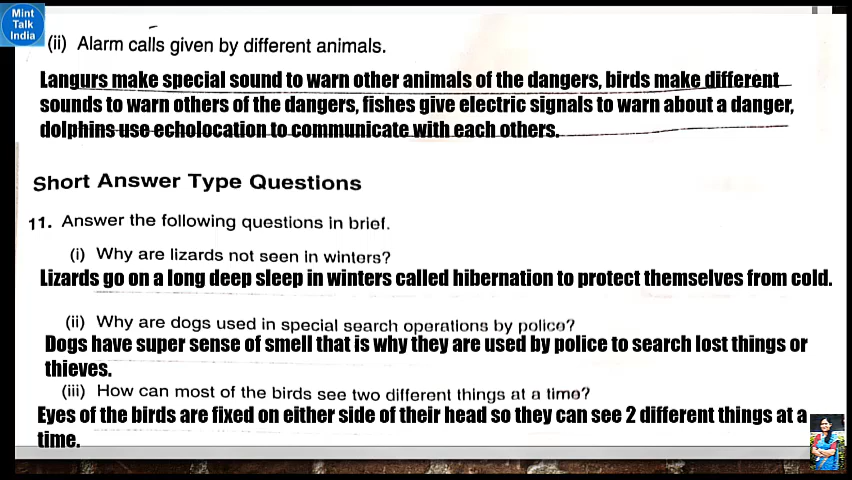 Mint
Talk
India
(ii) Alarm calls given by different animals.
Langurs make special sound to warn other animals of the dangers, birds make different
sounds to warn others of the dangers, fishes give electric signals to warn about a danger,
dolphins use echolocation to communicate with each others.
Short Answer Type Questions
11. Answer the following questions in brief.
(i) Why are lizards not seen in winters?
Lizards go on a long deep sleep in winters called hibernation to protect themselves from cold.
(ii) Why are dogs used in special search operations by police?
Dogs have super sense of smell that is why they are used by police to search lost things or
thieves.
(iii) How can most of the birds see two different things at a time?
Eyes of the birds are fixed on either side of their head so they can see 2 different things at a
time.